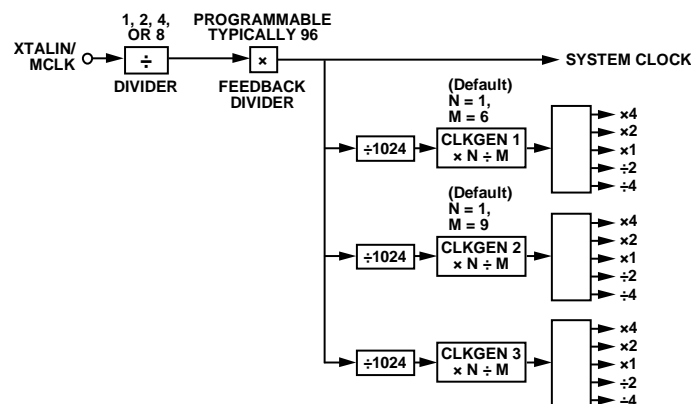 1, 2, 4,
OR 8
PROGRAMMABLE
TYPICALLY 96
XTALIN/
MCLK
÷
×
SYSTEM CLOCK
DIVIDER
FEEDBACK
DIVIDER
(Default)
N = 1,
M = 6
÷1024
CLKGEN 1
× N ÷ M
×4
×2
×1
÷2
÷4
(Default)
N = 1,
M = 9
÷1024
CLKGEN 2
× N ÷ M
×4
×2
×1
÷2
÷4
÷1024
CLKGEN 3
× N ÷ M
×4
×2
×1
÷2
÷4